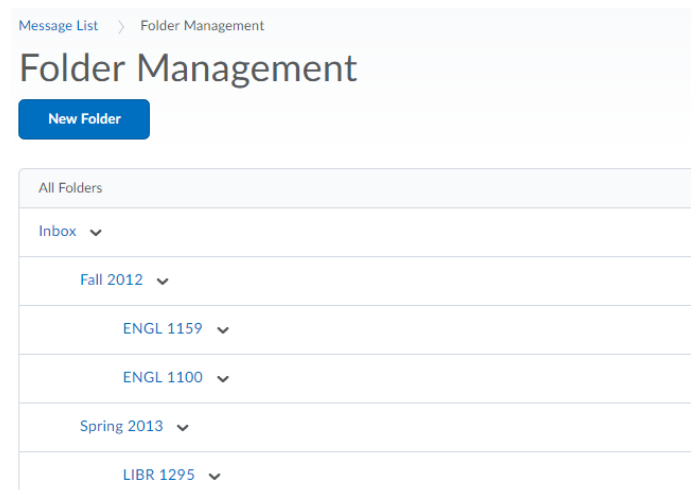 Message List > Folder Management
Folder Management
New Folder
All Folders
Inbox
Fall 2012
ENGL 1159
ENGL 1100
Spring 2013
LIBR 1295